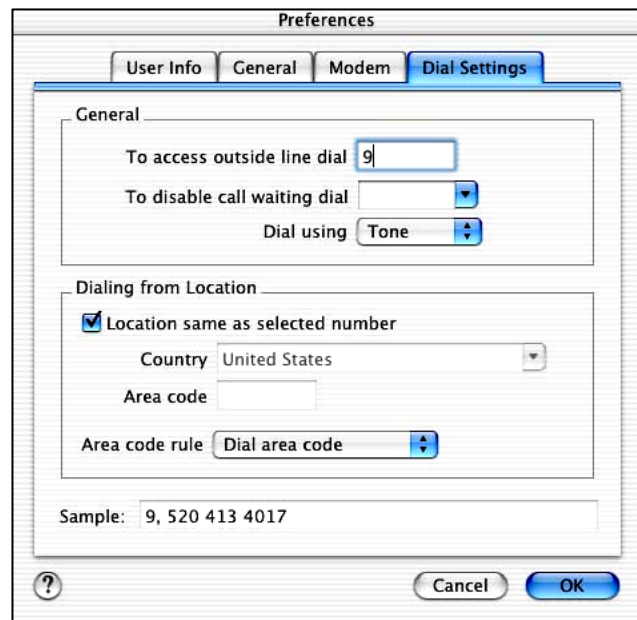 Preferences
User Info General Modem Dial Settings
General
To access outside line dial 9
To disable call waiting dial
Dial using Tone
Dialing from Location
Location same as selected number
Country United States
Area code
Area code rule Dial area code
Sample: 9, 520 413 4017
? Cancel OK